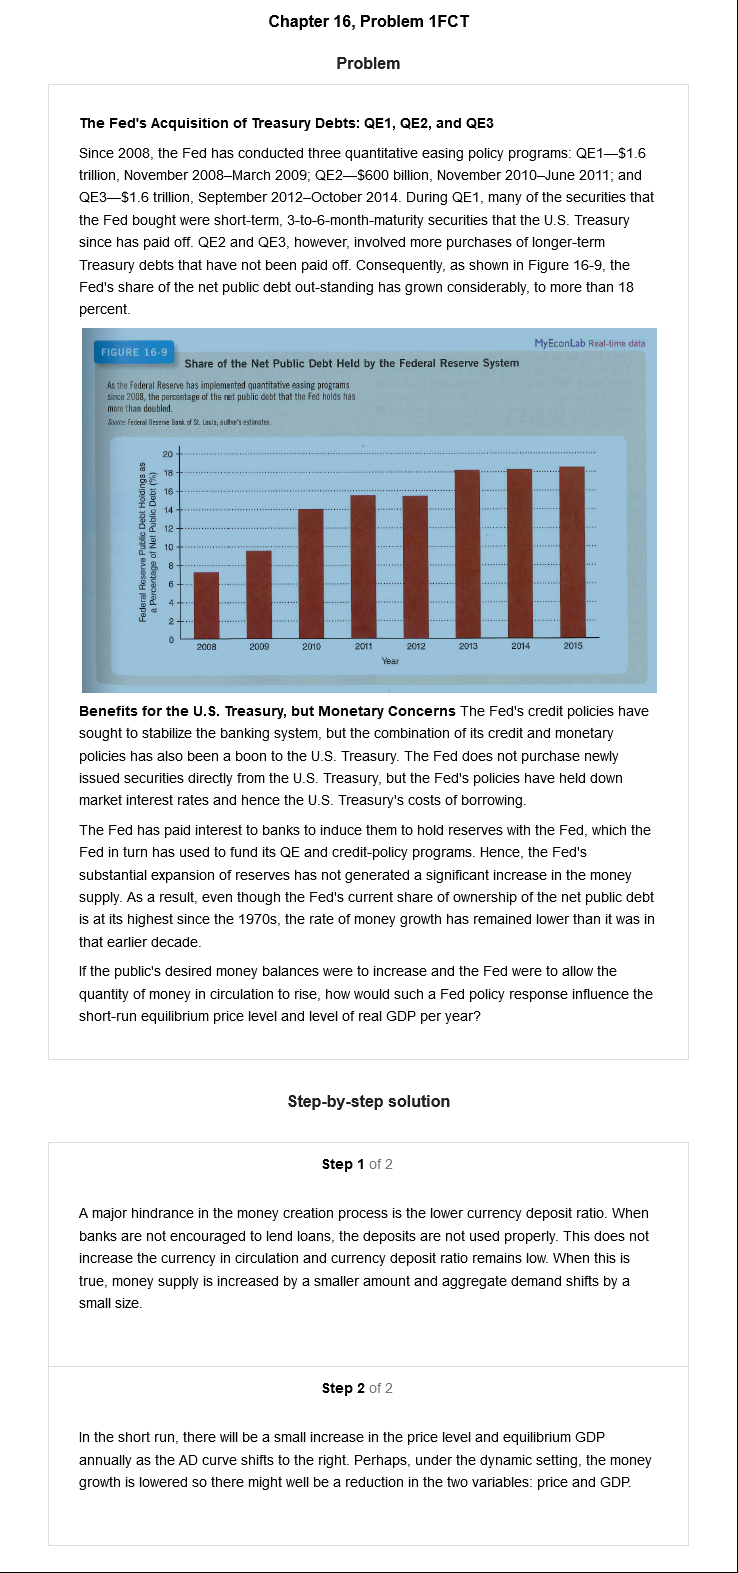 Chapter 16, Problem 1FCT
Problem
The Fed's Acquisition of Treasury Debts: QE1, QE2, and QE3
Since 2008, the Fed has conducted three quantitative easing policy programs: QE1—$1.6
trillion, November 2008–March 2009; QE2—$600 billion, November 2010–June 2011; and
QE3—$1.6 trillion, September 2012–October 2014. During QE1, many of the securities that
the Fed bought were short-term, 3-to-6-month-maturity securities that the U.S. Treasury
since has paid off. QE2 and QE3, however, involved more purchases of longer-term
Treasury debts that have not been paid off. Consequently, as shown in Figure 16-9, the
Fed's share of the net public debt out-standing has grown considerably, to more than 18
percent.
MyEconLab Real-time data
FIGURE 16-9
Share of the Net Public Debt Held by the Federal Reserve System
As the Federal Reserve has implemented quantitative easing programs
since 2008, the percentage of the net public debt that the Fed holds has
more than doubled.
Source: Federal Reserve Bank of St. Louis; author's estimates.
Federal Reserve Public Debt Holdings as
a Percentage of Net Public Debt (%)
20
18
16
14
12
10
8
6
4
2
0
2008 2009 2010 2011 2012 2013 2014 2015
Year
Benefits for the U.S. Treasury, but Monetary Concerns The Fed's credit policies have
sought to stabilize the banking system, but the combination of its credit and monetary
policies has also been a boon to the U.S. Treasury. The Fed does not purchase newly
issued securities directly from the U.S. Treasury, but the Fed's policies have held down
market interest rates and hence the U.S. Treasury's costs of borrowing.
The Fed has paid interest to banks to induce them to hold reserves with the Fed, which the
Fed in turn has used to fund its QE and credit-policy programs. Hence, the Fed's
substantial expansion of reserves has not generated a significant increase in the money
supply. As a result, even though the Fed's current share of ownership of the net public debt
is at its highest since the 1970s, the rate of money growth has remained lower than it was in
that earlier decade.
If the public's desired money balances were to increase and the Fed were to allow the
quantity of money in circulation to rise, how would such a Fed policy response influence the
short-run equilibrium price level and level of real GDP per year?
Step-by-step solution
Step 1 of 2
A major hindrance in the money creation process is the lower currency deposit ratio. When
banks are not encouraged to lend loans, the deposits are not used properly. This does not
increase the currency in circulation and currency deposit ratio remains low. When this is
true, money supply is increased by a smaller amount and aggregate demand shifts by a
small size.
Step 2 of 2
In the short run, there will be a small increase in the price level and equilibrium GDP
annually as the AD curve shifts to the right. Perhaps, under the dynamic setting, the money
growth is lowered so there might well be a reduction in the two variables: price and GDP.